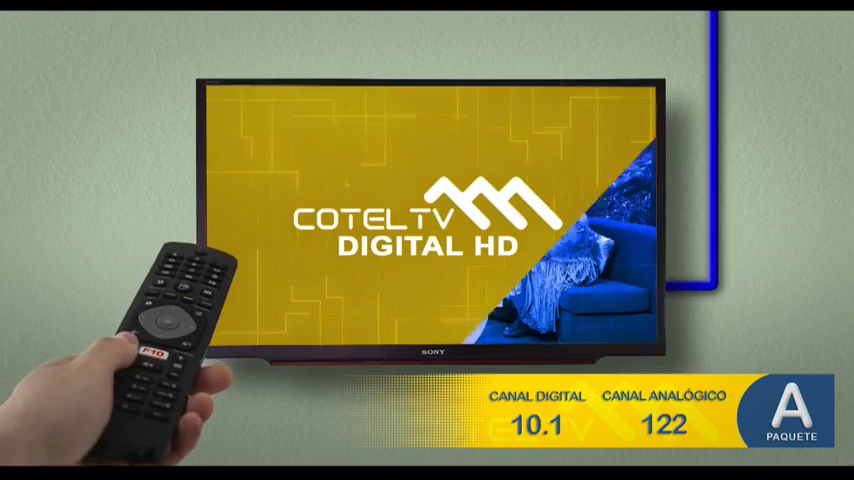 COTELTV
DIGITAL HD
SONY
F10
CANAL DIGITAL
10.1
CANAL ANALÓGICO
122
A
PAQUETE